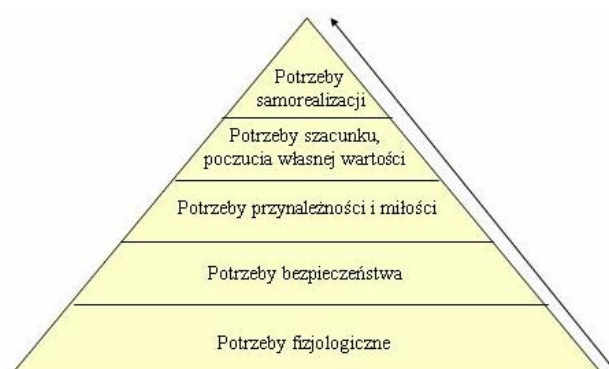 Potrzeby
samorealizacji
Potrzeby szacunku,
poczucia własnej wartości
Potrzeby przynależności i miłości
Potrzeby bezpieczeństwa
Potrzeby fizjologiczne